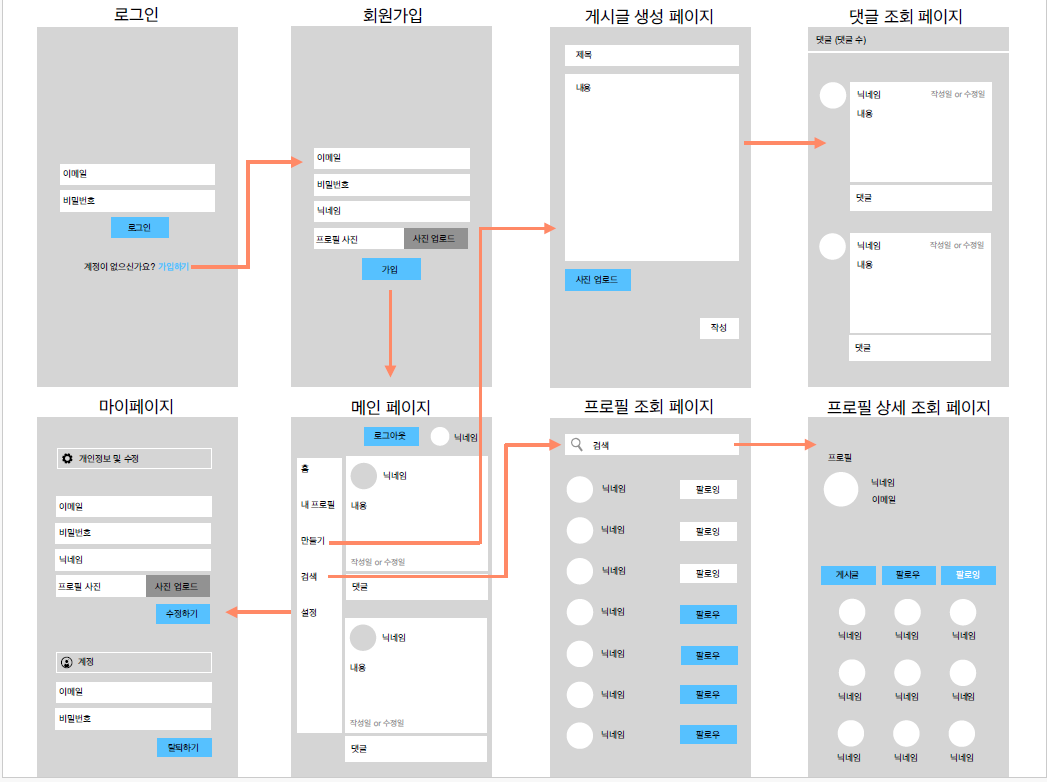 로그인
이메일
비밀번호
로그인
계정이 없으신가요? 가입하기
회원가입
이메일
비밀번호
닉네임
프로필 사진 사진 업로드
가입
게시글 생성 페이지
제목
내용
사진 업로드
작성
댓글 조회 페이지
댓글 (댓글 수)
닉네임 작성일 or 수정일
내용
댓글
닉네임 작성일 or 수정일
내용
댓글
마이페이지
개인정보 및 수정
이메일
비밀번호
닉네임
프로필 사진 사진 업로드
수정하기
계정
이메일
비밀번호
탈퇴하기
메인 페이지
로그아웃 닉네임
홈
내 프로필
만들기
검색
설정
닉네임
내용
작성일 or 수정일
댓글
닉네임
내용
작성일 or 수정일
댓글
프로필 조회 페이지
검색
닉네임 팔로잉
닉네임 팔로잉
닉네임 팔로잉
닉네임 팔로우
닉네임 팔로우
닉네임 팔로우
닉네임 팔로우
프로필 상세 조회 페이지
프로필
닉네임
이메일
게시글 팔로우 팔로잉
닉네임 닉네임 닉네임
닉네임 닉네임 닉네임
닉네임 닉네임 닉네임